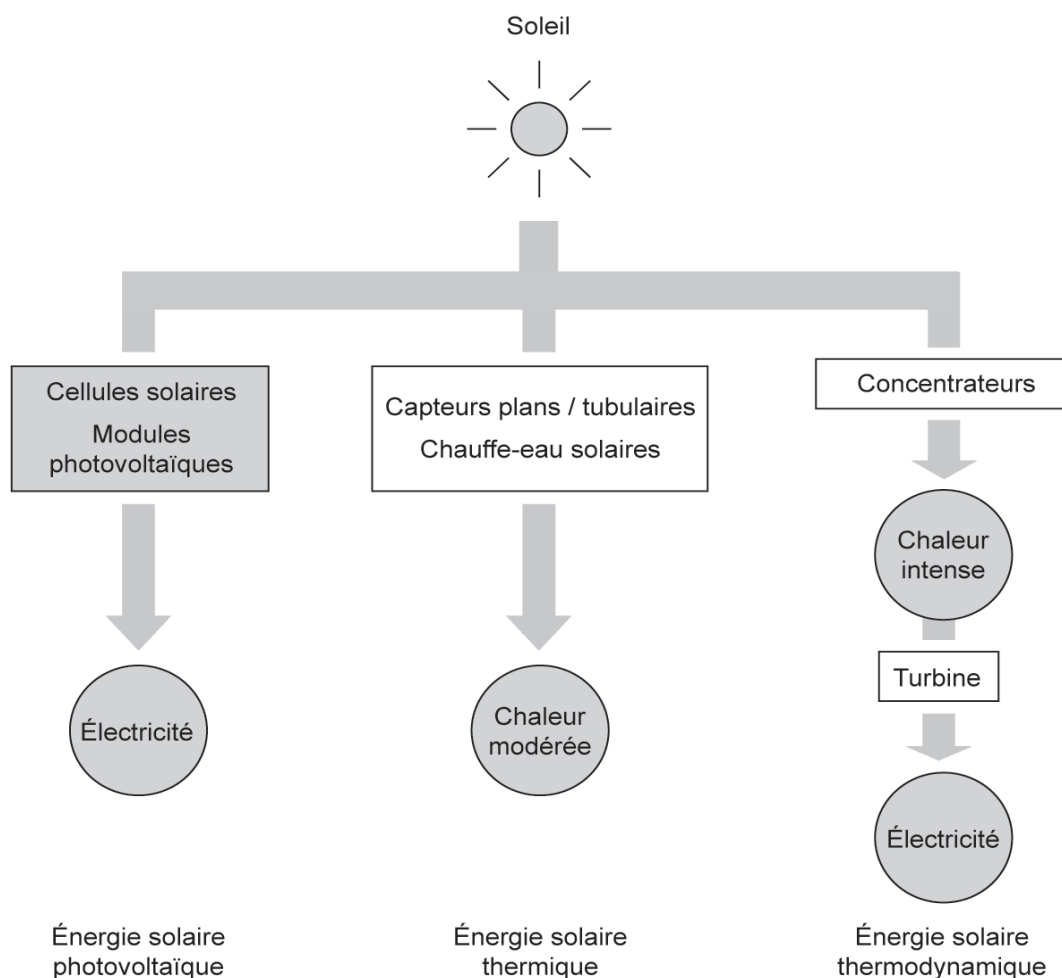 Soleil
Cellules solaires
Modules
photovoltaïques
Capteurs plans / tubulaires
Chauffe-eau solaires
Concentrateurs
Chaleur
intense
Turbine
Électricité
Chaleur
modérée
Électricité
Énergie solaire
photovoltaïque
Énergie solaire
thermique
Énergie solaire
thermodynamique